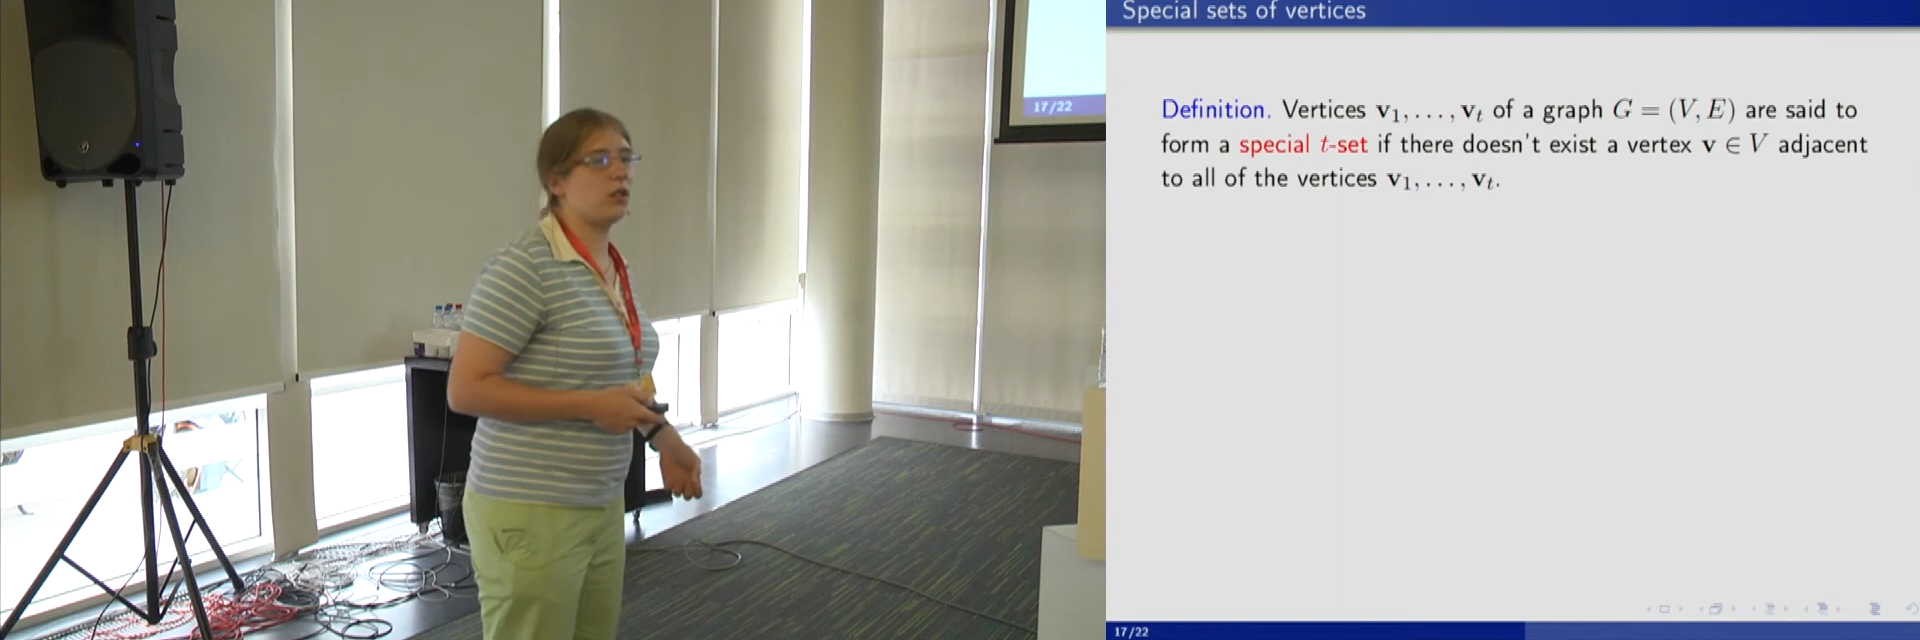 17/22
Special sets of vertices
Definition. Vertices v₁, . . . , vₜ of a graph G = (V, E) are said to
form a special t-set if there doesn't exist a vertex v ∈ V adjacent
to all of the vertices v₁, . . . , vₜ.
17/22